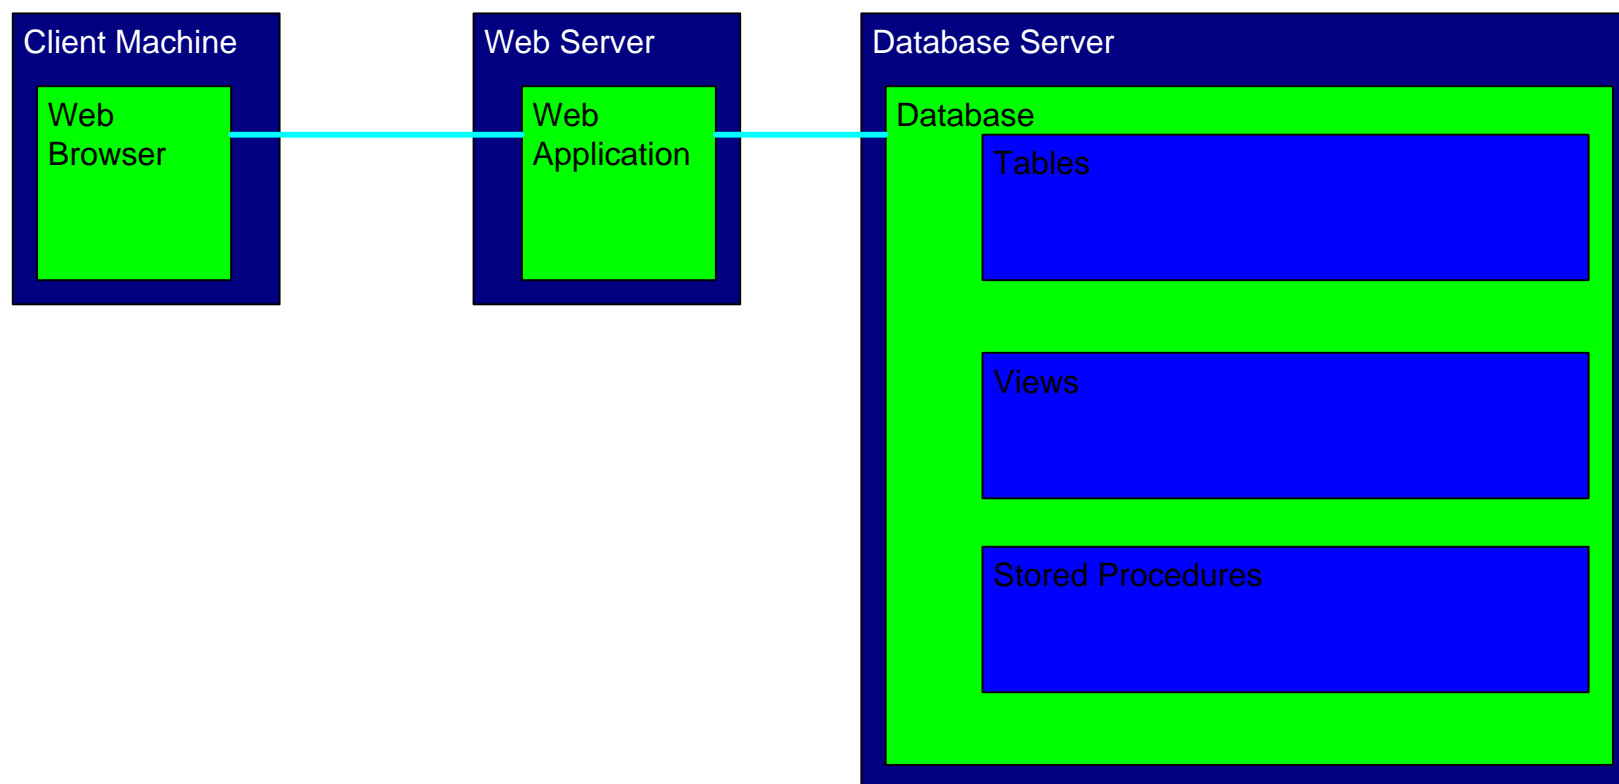 Client Machine
Web
Browser
Web Server
Web
Application
Database Server
Database
Tables
Views
Stored Procedures